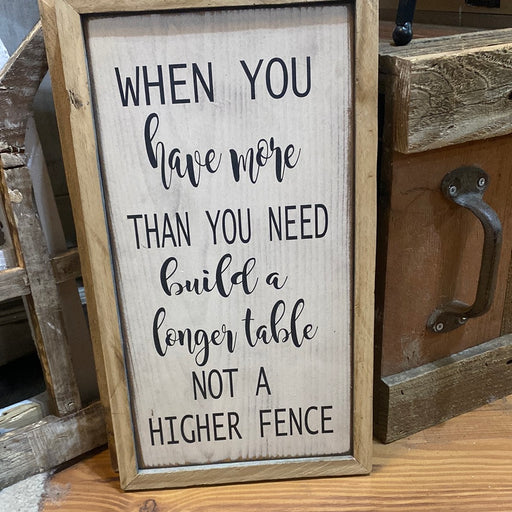 WHEN YOU
have more
THAN YOU NEED
build a
longer table
NOT A
HIGHER FENCE